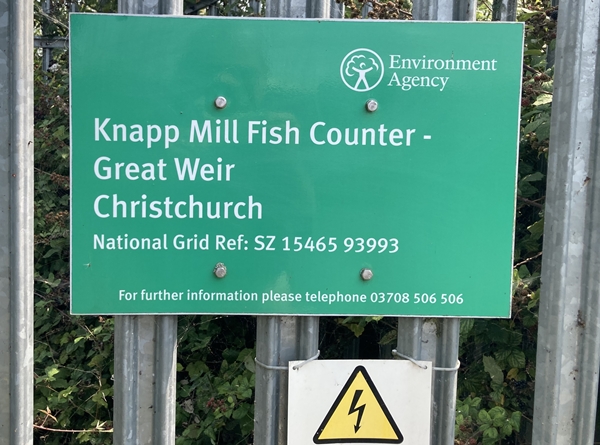 Environment
Agency
Knapp Mill Fish Counter -
Great Weir
Christchurch
National Grid Ref: SZ 15465 93993
For further information please telephone 03708 506 506